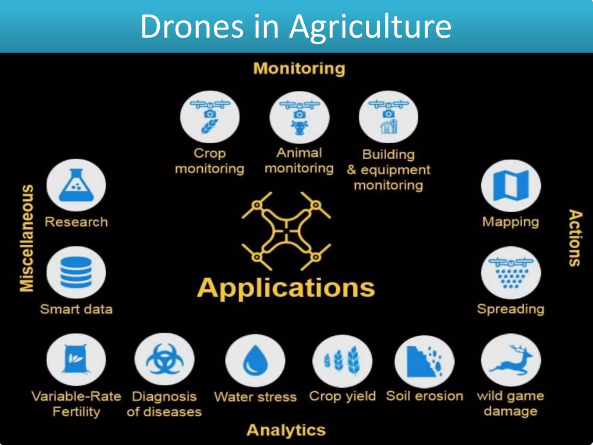 Drones in Agriculture
Monitoring
Crop
monitoring
Animal
monitoring
Building
& equipment
monitoring
Miscellaneous
Research
Smart data
Applications
Mapping
Spreading
Actions
Variable-Rate
Fertility
Diagnosis
of diseases
Water stress
Crop yield
Soil erosion
wild game
damage
Analytics